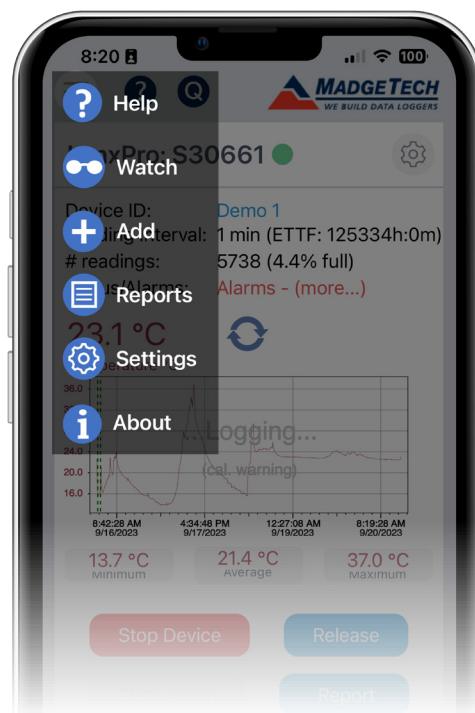 8:20
100
Q
MADGETECH
WE BUILD DATA LOGGERS
? Help
Pro: S30661
Watch
Device ID: Demo 1
Add
interval: 1 min (ETTF: 125334h:0m)
# readings: 5738 (4.4% full)
Reports
Alarms: Alarms - (more...)
23.1 °C
Settings
36.0
i About
...Logging...
24.0
20.0
(cal. warning)
16.0
8:42:28 AM 4:34:48 PM 12:27:08 AM 8:19:28 AM
9/16/2023 9/17/2023 9/19/2023 9/20/2023
13.7 °C 21.4 °C 37.0 °C
Minimum Average Maximum
Stop Device Release
Report